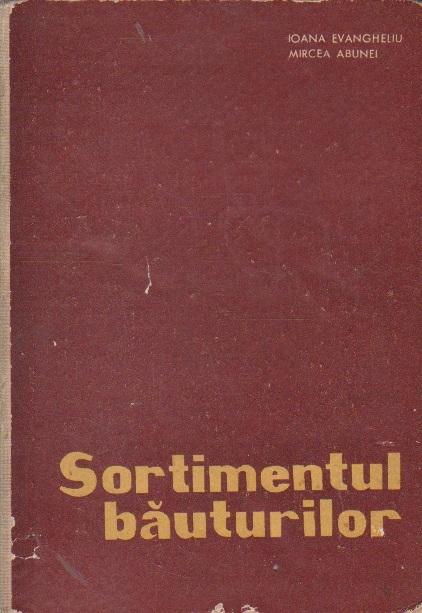 IOANA EVANGHELIU
MIRCEA ABUNEI
Sortimentul
băuturilor